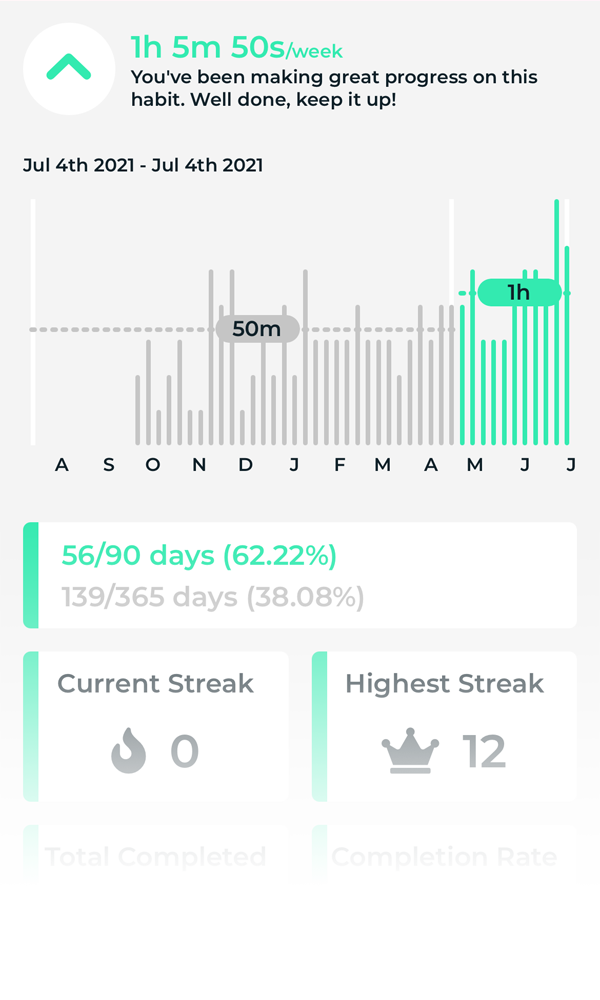 1h 5m 50s/week
You've been making great progress on this
habit. Well done, keep it up!
Jul 4th 2021 - Jul 4th 2021
1h
50m
A S O N D J F M A M J J
56/90 days (62.22%)
139/365 days (38.08%)
Current Streak
0
Highest Streak
12
Total Completed
Completion Rate